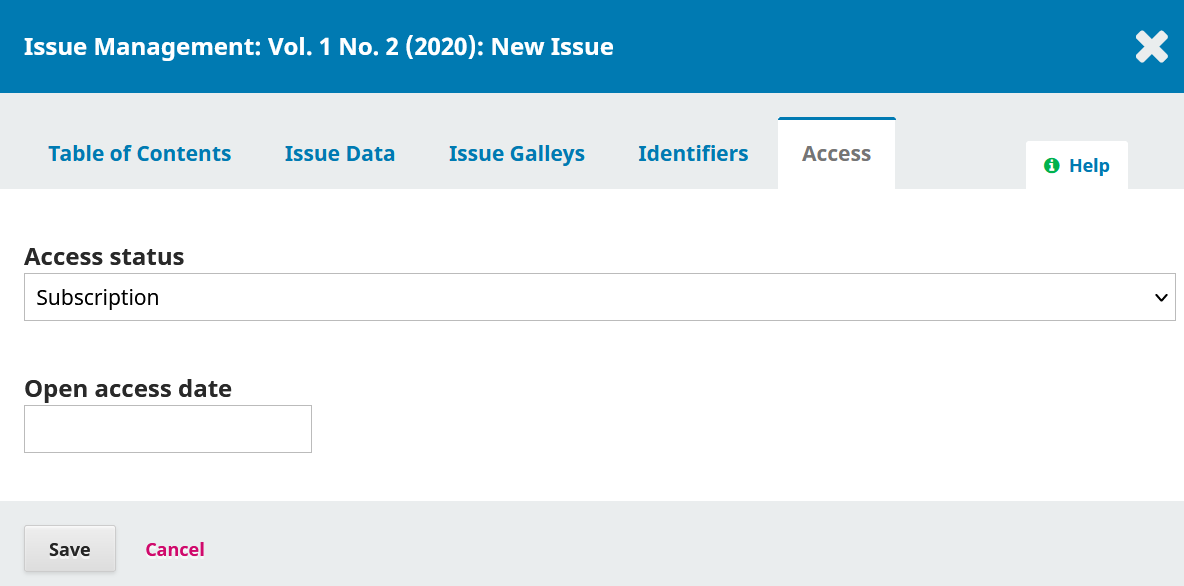 Issue Management: Vol. 1 No. 2 (2020): New Issue
Table of Contents Issue Data Issue Galleys Identifiers Access Help
Access status
Subscription
Open access date
Save Cancel